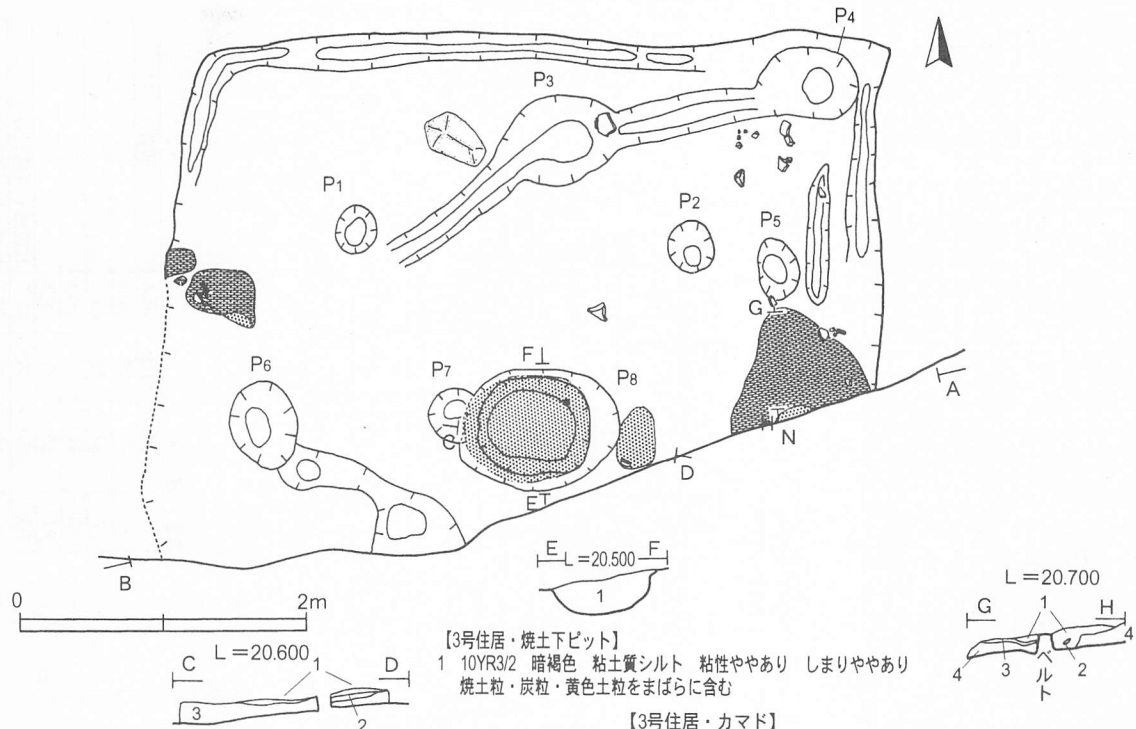 P4
P3
P1
P2
P5
G
F
P6
P7
P8
C
A
N
D
E
B
E L＝20.500 F
1
0 2m
L＝20.700
G 1 H
4
4 3 ベルト 2
L＝20.600
C 1 D
3
2
【3号住居・焼土下ピット】
1 10YR3/2 暗褐色 粘土質シルト 粘性ややあり しまりややあり
焼土粒・炭粒・黄色土粒をまばらに含む
【3号住居・カマド】